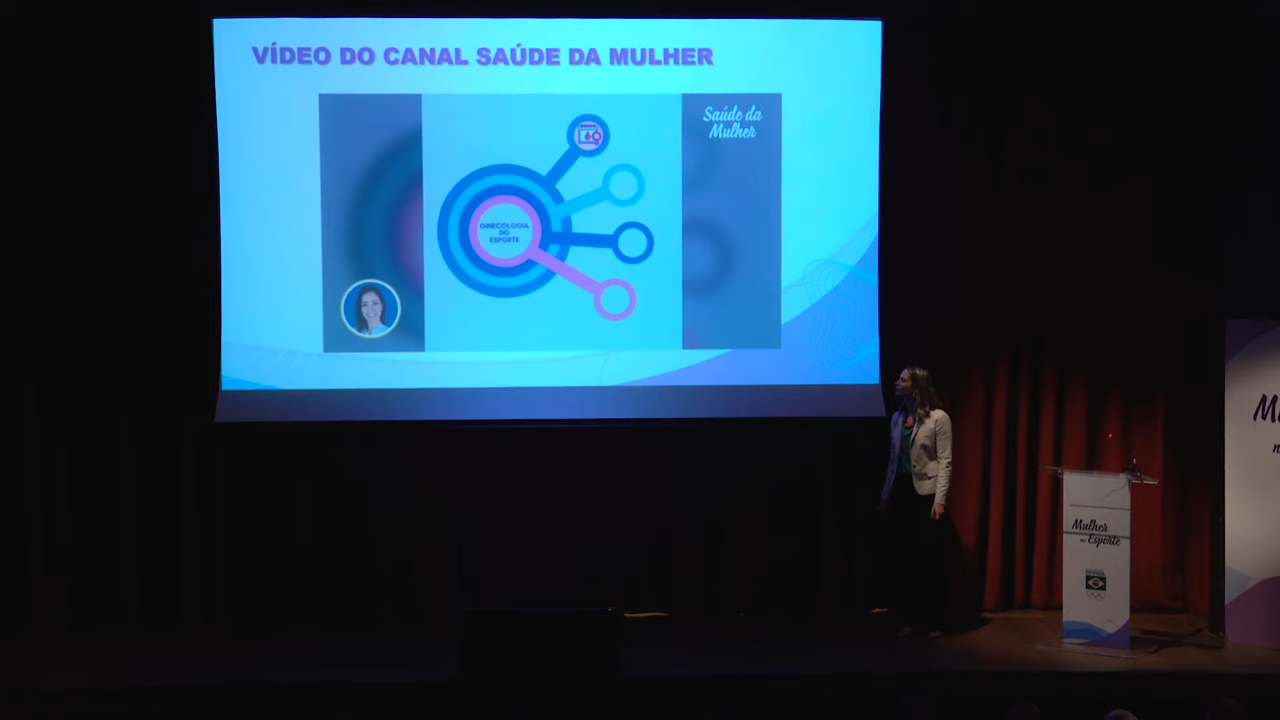 VÍDEO DO CANAL SAÚDE DA MULHER
Saúde da
Mulher
GINECOLOGIA
DO
ESPORTE
Mulher
no Esporte